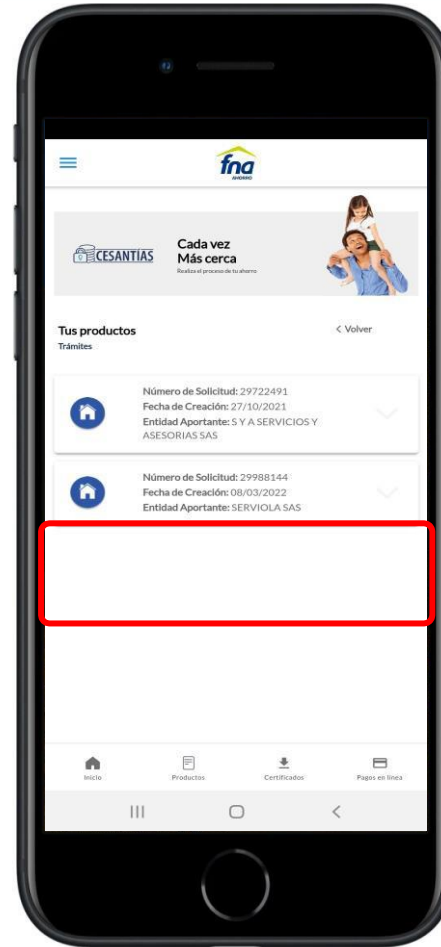 fna
AHORRO
CESANTIAS
Cada vez
Más cerca
Realiza el proceso de tu ahorro
Tus productos
< Volver
Trámites
Número de Solicitud: 29722491
Fecha de Creación: 27/10/2021
Entidad Aportante: S Y A SERVICIOS Y
ASESORIAS SAS
Número de Solicitud: 29988144
Fecha de Creación: 08/03/2022
Entidad Aportante: SERVIOLA SAS
Inicio
Productos
Certificados
Pagos en línea